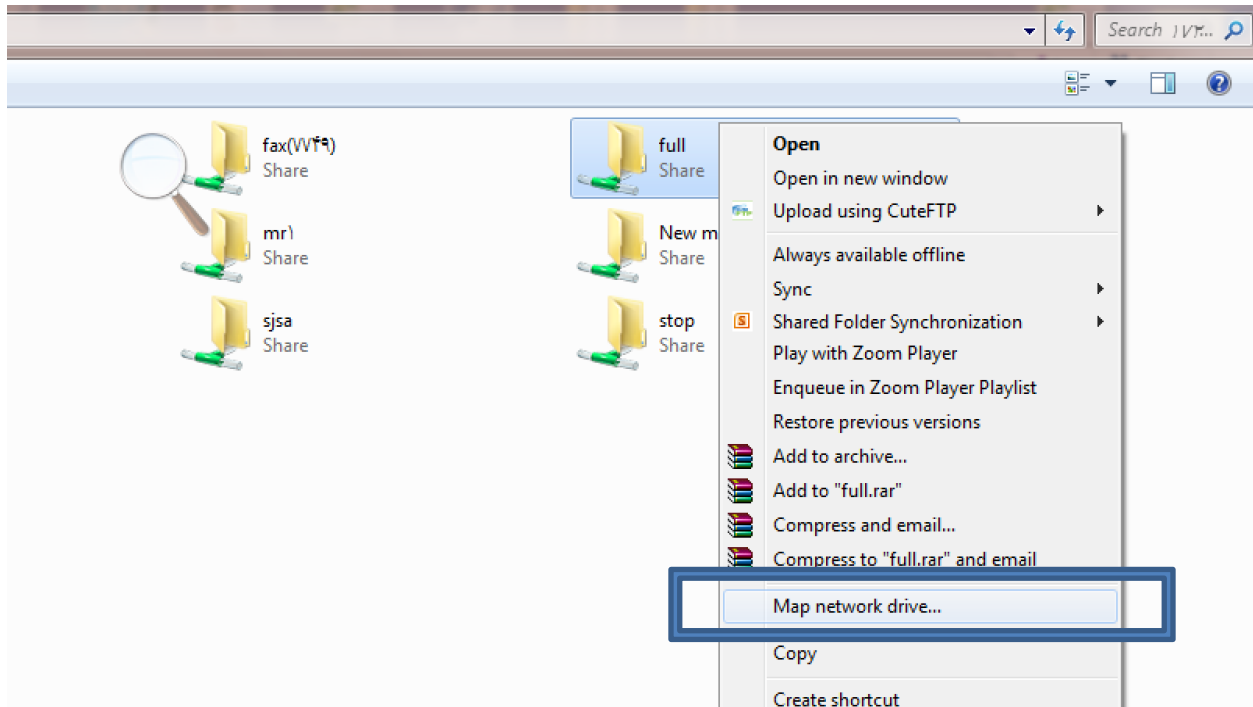 Search ۱۷۲...
fax(۷۷۴۹)
Share
full
Share
mr۱
Share
New m
Share
sjsa
Share
stop
Share
Open
Open in new window
Upload using CuteFTP
Always available offline
Sync
Shared Folder Synchronization
Play with Zoom Player
Enqueue in Zoom Player Playlist
Restore previous versions
Add to archive...
Add to "full.rar"
Compress and email...
Compress to "full.rar" and email
Map network drive...
Copy
Create shortcut